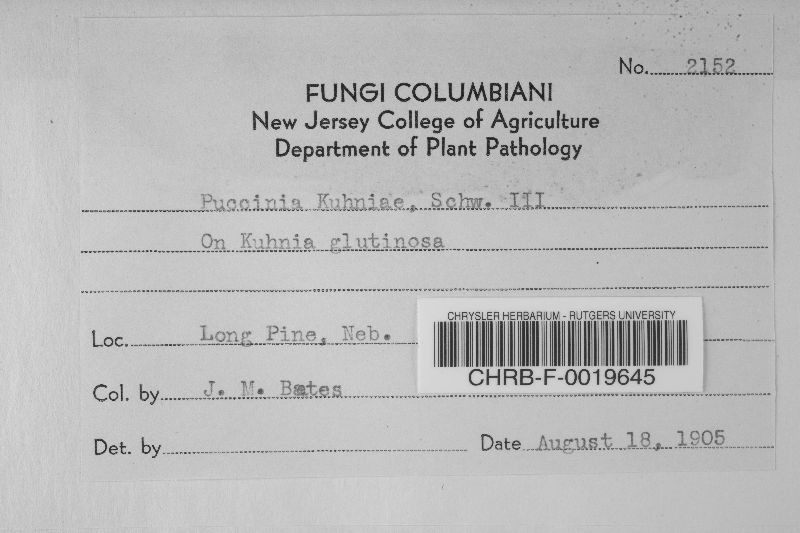 No. 2152
FUNGI COLUMBIANI
New Jersey College of Agriculture
Department of Plant Pathology
Puccinia Kuhniae, Schw. III
On Kuhnia glutinosa
Loc. Long Pine, Neb.
CHRYSLER HERBARIUM - RUTGERS UNIVERSITY
CHRB-F-0019645
Col. by J. M. Bates
Det. by
Date August 18, 1905